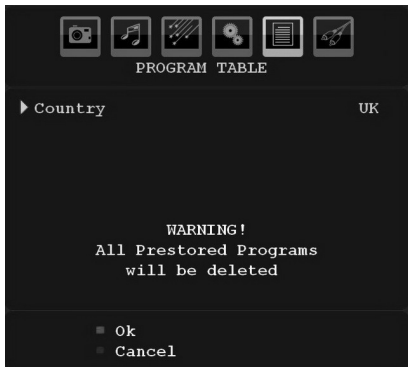 PROGRAM TABLE
Country UK
WARNING!
All Prestored Programs
will be deleted
Ok
Cancel